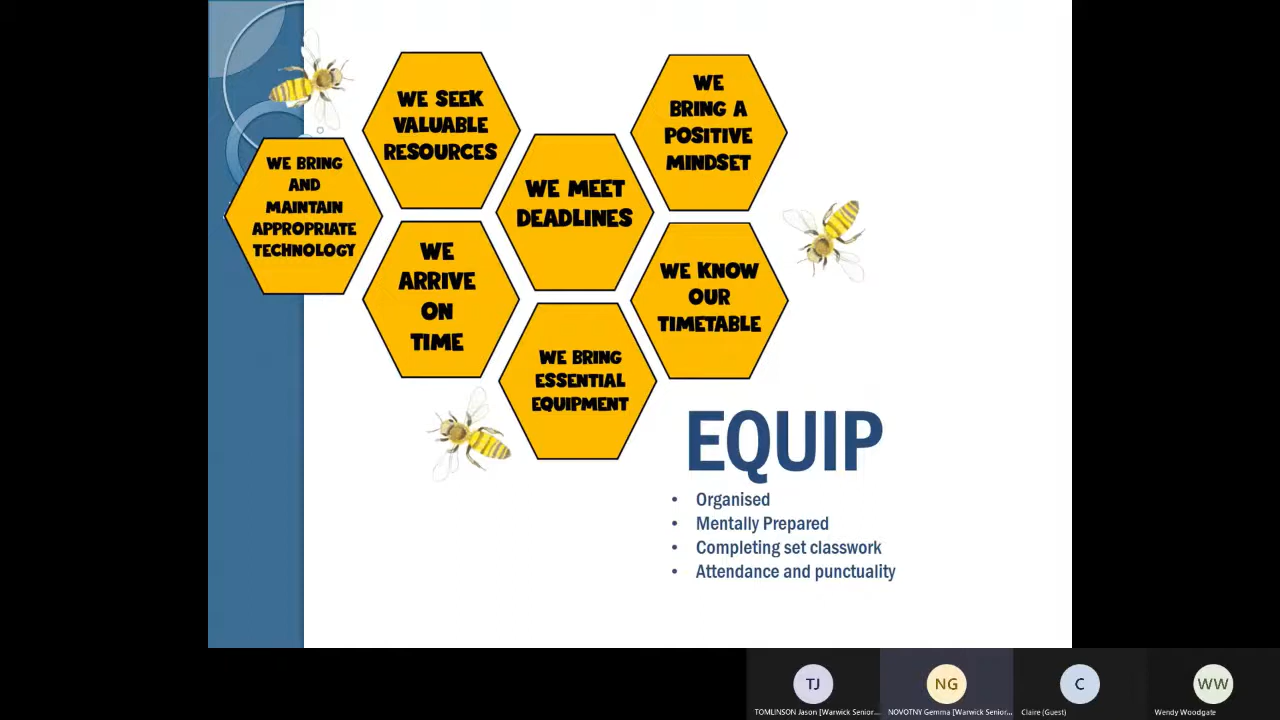 WE SEEK
VALUABLE
RESOURCES
WE
BRING A
POSITIVE
MINDSET
WE BRING
AND
MAINTAIN
APPROPRIATE
TECHNOLOGY
WE MEET
DEADLINES
WE
ARRIVE
ON
TIME
WE KNOW
OUR
TIMETABLE
WE BRING
ESSENTIAL
EQUIPMENT
EQUIP
• Organised
• Mentally Prepared
• Completing set classwork
• Attendance and punctuality
TJ
NG
C
WW
TOMLINSON Jason [Warwick Senior...
NOVOTNY Gemma [Warwick Senior...
Claire (Guest)
Wendy Woodgate